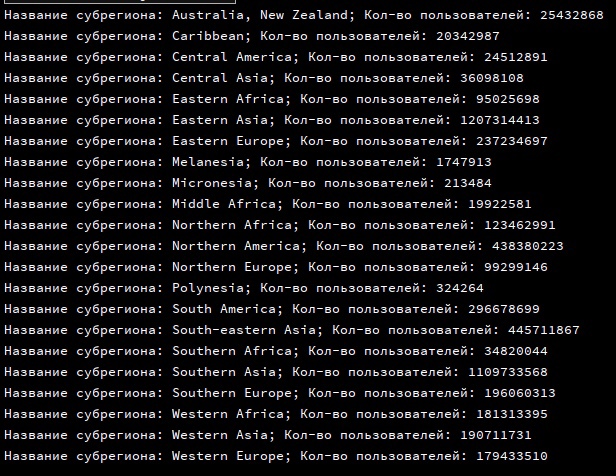 Название субрегиона: Australia, New Zealand; Кол-во пользователей: 25432868
Название субрегиона: Caribbean; Кол-во пользователей: 20342987
Название субрегиона: Central America; Кол-во пользователей: 24512891
Название субрегиона: Central Asia; Кол-во пользователей: 36098108
Название субрегиона: Eastern Africa; Кол-во пользователей: 95025698
Название субрегиона: Eastern Asia; Кол-во пользователей: 1207314413
Название субрегиона: Eastern Europe; Кол-во пользователей: 237234697
Название субрегиона: Melanesia; Кол-во пользователей: 1747913
Название субрегиона: Micronesia; Кол-во пользователей: 213484
Название субрегиона: Middle Africa; Кол-во пользователей: 19922581
Название субрегиона: Northern Africa; Кол-во пользователей: 123462991
Название субрегиона: Northern America; Кол-во пользователей: 438380223
Название субрегиона: Northern Europe; Кол-во пользователей: 99299146
Название субрегиона: Polynesia; Кол-во пользователей: 324264
Название субрегиона: South America; Кол-во пользователей: 296678699
Название субрегиона: South-eastern Asia; Кол-во пользователей: 445711867
Название субрегиона: Southern Africa; Кол-во пользователей: 34820044
Название субрегиона: Southern Asia; Кол-во пользователей: 1109733568
Название субрегиона: Southern Europe; Кол-во пользователей: 196060313
Название субрегиона: Western Africa; Кол-во пользователей: 181313395
Название субрегиона: Western Asia; Кол-во пользователей: 190711731
Название субрегиона: Western Europe; Кол-во пользователей: 179433510